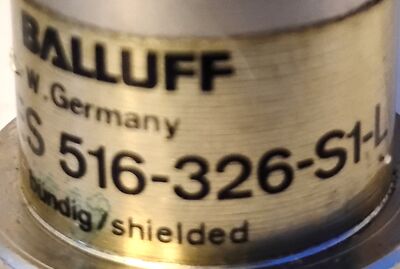 BALLUFF
W. Germany
S 516-326-S1-L
bündig/shielded